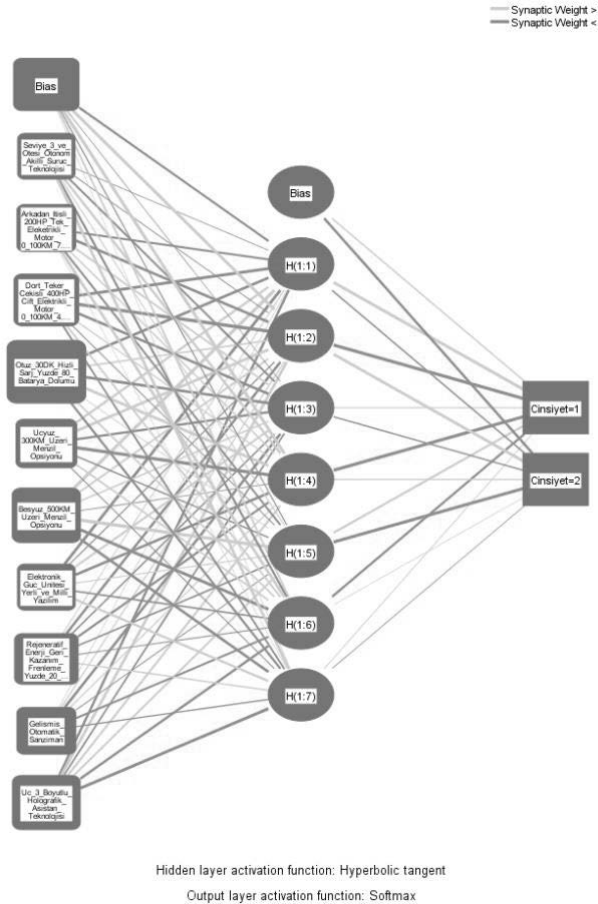 Synaptic Weight >
Synaptic Weight <
Bias
Seviye_3_ve_
Otesi_Otonom
_Akilli_Suruc_
Teknolojisi
Arkadan_Itisli_
200HP_Tek_
Elektrikli_
Motor_
0_100KM_7....
Dort_Teker
Cekisli_400HP_
Cift_Elektrikli_
Motor_
0_100KM_4....
Otuz_30DK_Hizli_
Sarj_Yuzde_80_
Batarya_Dolumu
Ucyuz_
300KM_Uzeri_
Menzil_
Opsiyonu
Besyuz_500KM_
Uzeri_Menzil_
Opsiyonu
Elektronik_
Guc_Unitesi_
Yerli_ve_Milli_
Yazilim
Rejeneratif_
Enerji_Geri_
Kazanim_
Frenleme_
Yuzde_20_...
Gelismis_
Otomatik_
Sanziman
Uc_3_Boyutlu_
Holografik_
Asistan_
Teknolojisi
Bias
H(1:1)
H(1:2)
H(1:3)
H(1:4)
H(1:5)
H(1:6)
H(1:7)
Cinsiyet=1
Cinsiyet=2
Hidden layer activation function: Hyperbolic tangent
Output layer activation function: Softmax